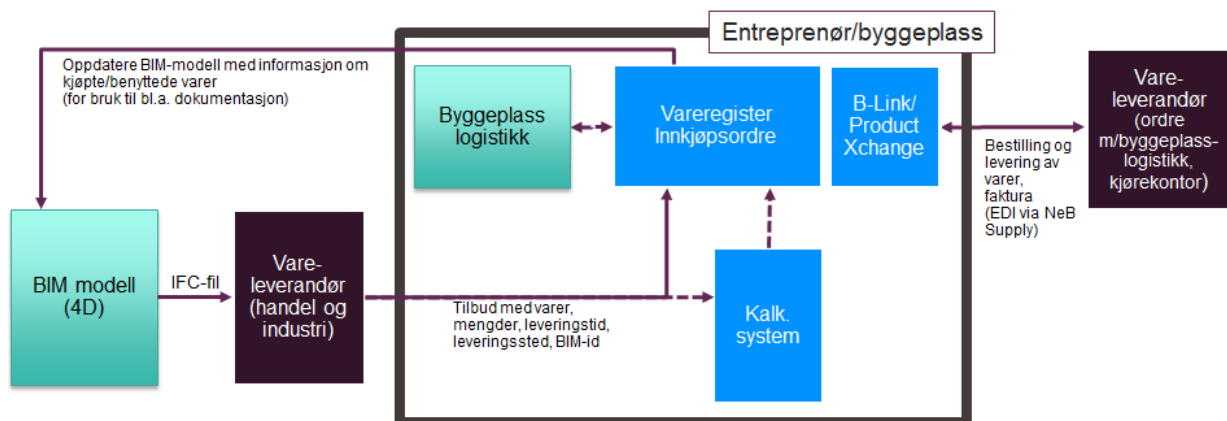 Entreprenør/byggeplass
Oppdatere BIM-modell med informasjon om
kjøpte/benyttede varer
(for bruk til bl.a. dokumentasjon)
Byggeplass
logistikk
Vareregister
Innkjøpsordre
B-Link/
Product
Xchange
Vare-
leverandør
(ordre
m/byggeplass-
logistikk,
kjørekontor)
Bestilling og
levering av
varer,
faktura
(EDI via NeB
Supply)
BIM modell
(4D)
IFC-fil
Vare-
leverandør
(handel og
industri)
Tilbud med varer,
mengder, leveringstid,
leveringssted, BIM-id
Kalk.
system